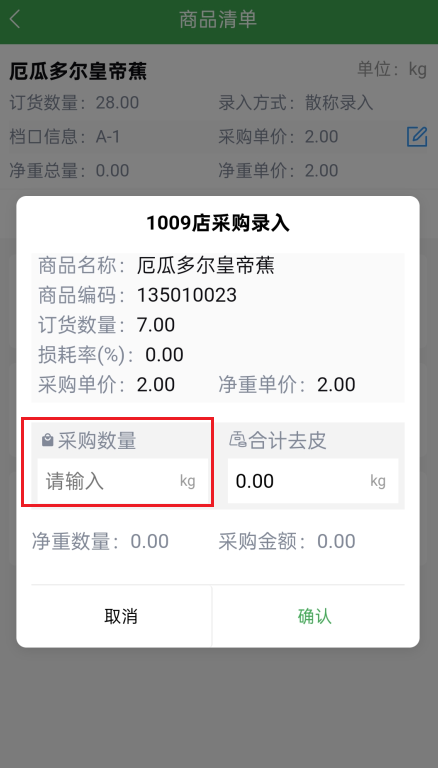 商品清单
厄瓜多尔皇帝蕉 单位：kg
订货数量：28.00 录入方式：散称录入
档口信息：A-1 采购单价：2.00
净重总量：0.00 净重单价：2.00
1009店采购录入
商品名称：厄瓜多尔皇帝蕉
商品编码：135010023
订货数量：7.00
损耗率(%)：0.00
采购单价：2.00 净重单价：2.00
采购数量 合计去皮
请输入 kg 0.00 kg
净重数量：0.00 采购金额：0.00
取消 确认